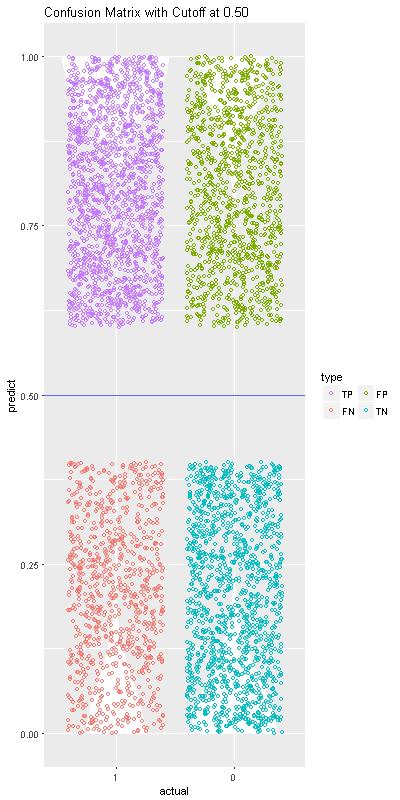 Confusion Matrix with Cutoff at 0.50
1.00
0.75
predict
0.50
0.25
0.00
1 0
actual
type
TP FP
FN TN